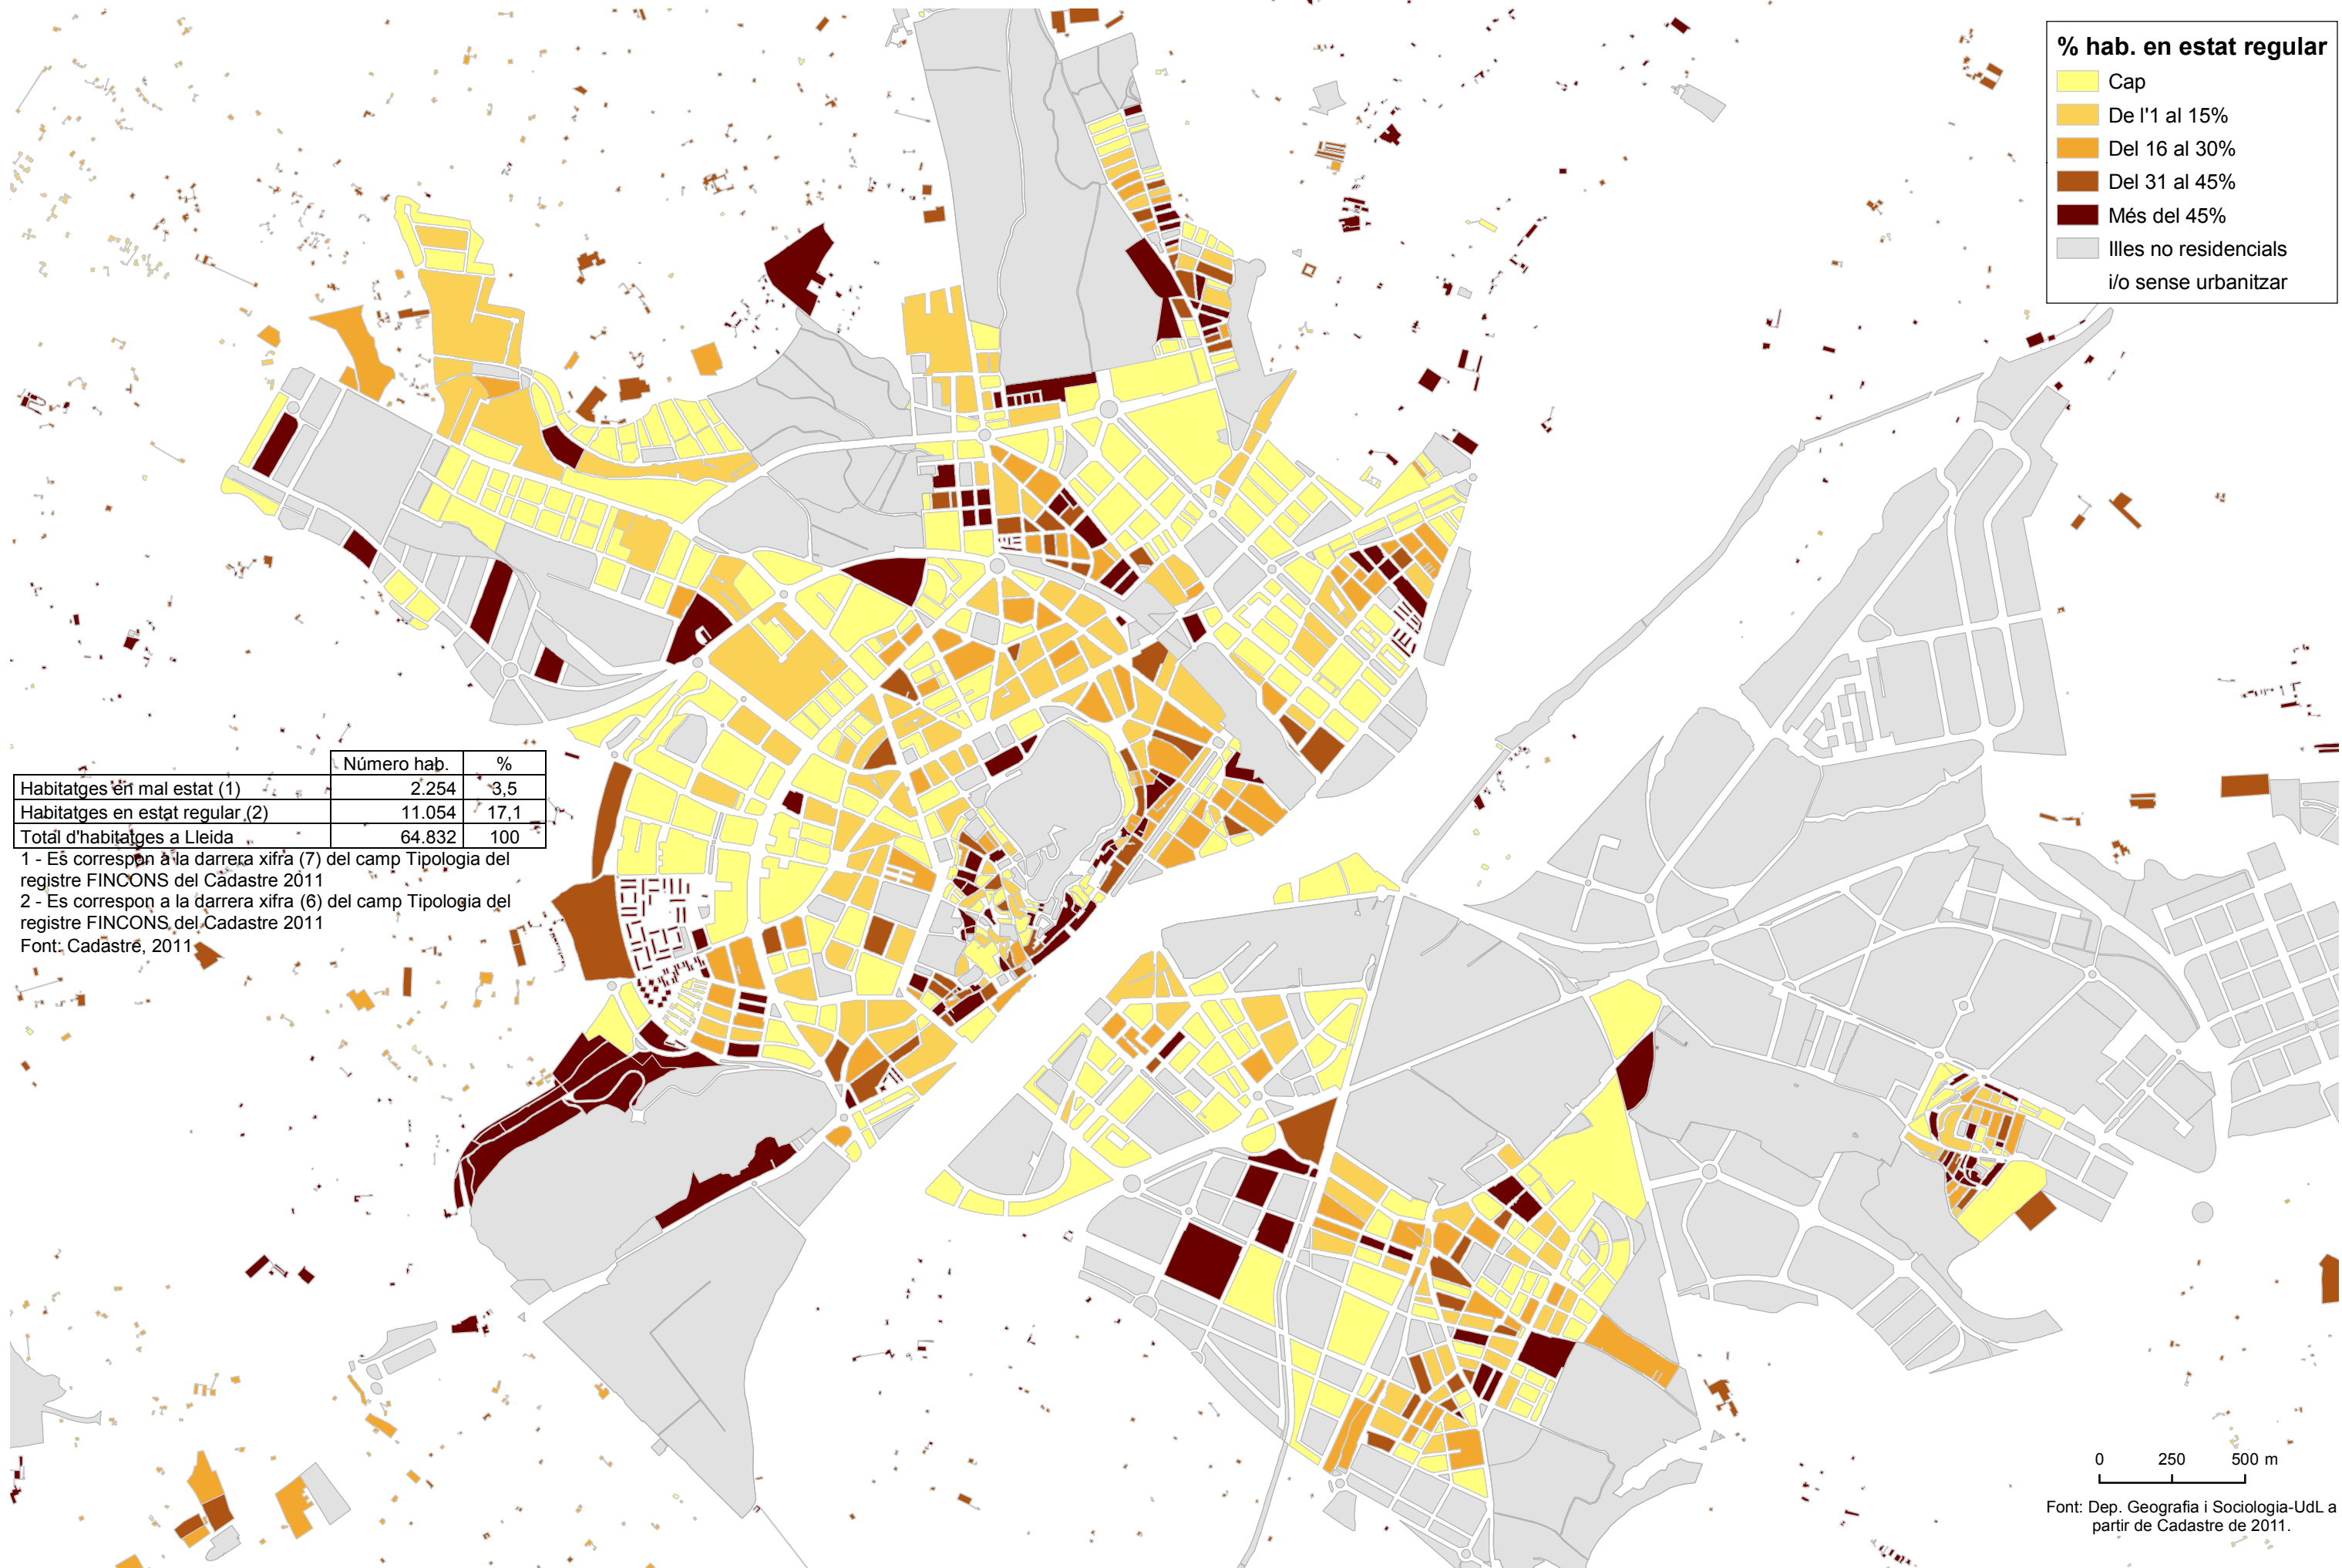 % hab. en estat regular
Cap
De l'1 al 15%
Del 16 al 30%
Del 31 al 45%
Més del 45%
Illes no residencials
i/o sense urbanitzar
Número hab. %
Habitatges en mal estat (1) 2.254 3,5
Habitatges en estat regular (2) 11.054 17,1
Total d'habitatges a Lleida 64.832 100
1 - Es correspon a la darrera xifra (7) del camp Tipologia del
registre FINCONS del Cadastre 2011
2 - Es correspon a la darrera xifra (6) del camp Tipologia del
registre FINCONS del Cadastre 2011
Font: Cadastre, 2011
0 250 500 m
Font: Dep. Geografia i Sociologia-UdL a
partir de Cadastre de 2011.